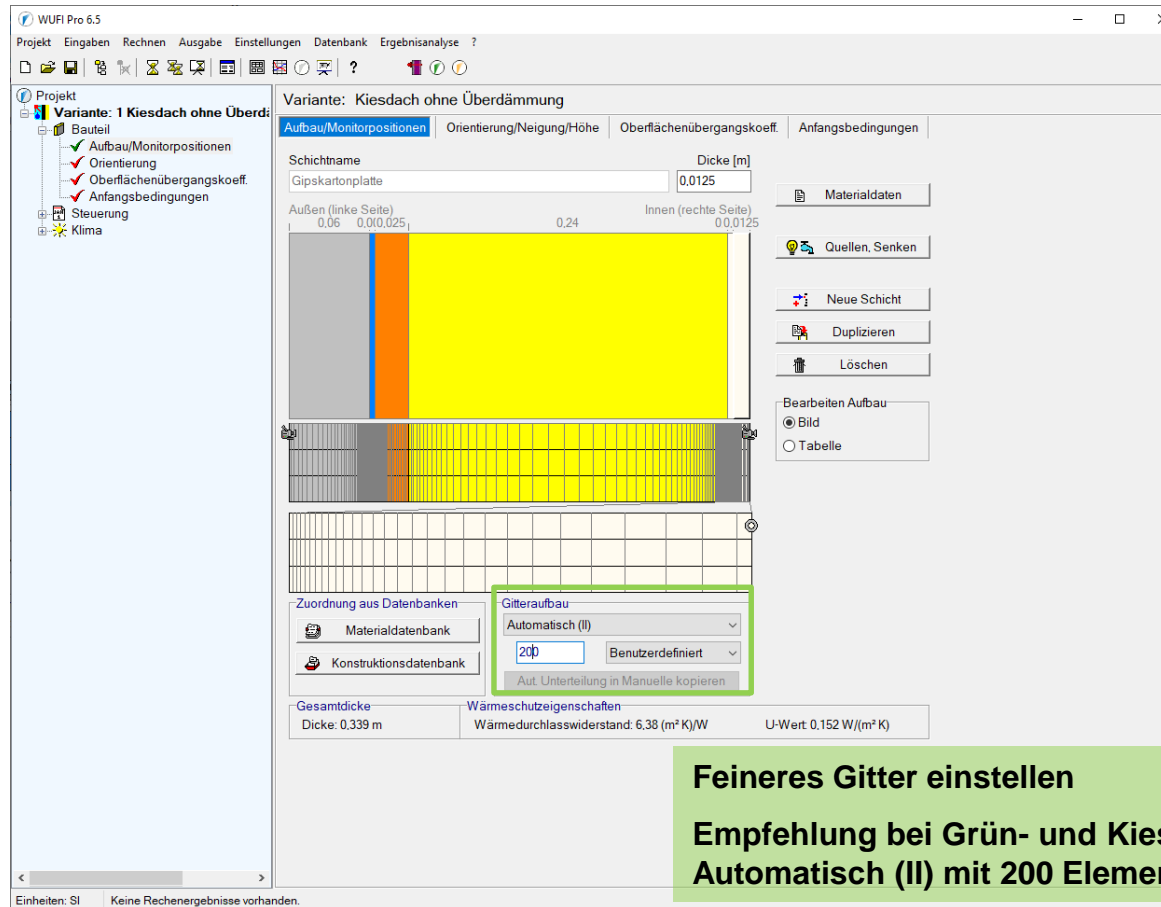 WUFI Pro 6.5
Projekt Eingaben Rechnen Ausgabe Einstellungen Datenbank Ergebnisanalyse ?
Projekt
Variante: 1 Kiesdach ohne Überdä
Bauteil
Aufbau/Monitorpositionen
Orientierung
Oberflächenübergangskoeff.
Anfangsbedingungen
Steuerung
Klima
Variante: Kiesdach ohne Überdämmung
Aufbau/Monitorpositionen Orientierung/Neigung/Höhe Oberflächenübergangskoeff. Anfangsbedingungen
Schichtname Dicke [m]
Gipskartonplatte 0,0125
Außen (linke Seite) Innen (rechte Seite)
0,06 0,0(0,025 0,24 0 0,0125
Materialdaten
Quellen, Senken
Neue Schicht
Duplizieren
Löschen
Bearbeiten Aufbau
Bild
Tabelle
Zuordnung aus Datenbanken
Materialdatenbank
Konstruktionsdatenbank
Gitteraufbau
Automatisch (II)
200 Benutzerdefiniert
Aut. Unterteilung in Manuelle kopieren
Gesamtdicke
Dicke: 0,339 m
Wärmeschutzeigenschaften
Wärmedurchlasswiderstand: 6,38 (m² K)/W U-Wert: 0,152 W/(m² K)
Feineres Gitter einstellen
Empfehlung bei Grün- und Kies
Automatisch (II) mit 200 Elemen
Einheiten: SI Keine Rechenergebnisse vorhanden.